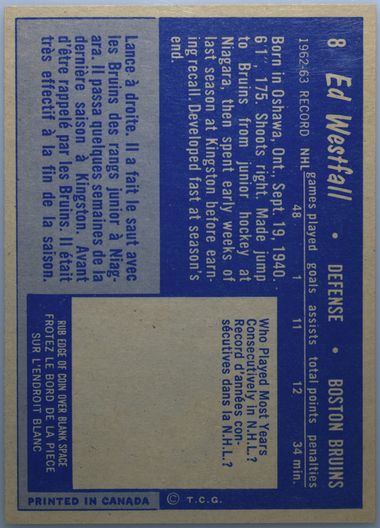 8 Ed Westfall • DEFENSE • BOSTON BRUINS
games played goals assists total points penalties
1962-63 RECORD NHL 48 1 11 12 34 min.
Born in Oshawa, Ont., Sept. 19, 1940.
6'1" 175. Shoots right. Made jump
to Bruins from junior hockey at
Niagara, then spent early weeks of
last season at Kingston before earn-
ing recall. Developed fast at season's
end.
Lance à droite. Il a fait le saut avec
les Bruins des rangs junior à Niag-
ara. Il passa quelques semaines de la
dernière saison à Kingston. Avant
d'être rappelé par les Bruins. Il était
très effectif à la fin de la saison.
Who Played Most Years
Consecutive! in N.H.L.?
Record d'années con-
sécutives dans la N.H.L.?
RUB EDGE OF COIN OVER BLANK SPACE
FROTEZ LE BORD DE LA PIECE
SUR L'ENDROIT BLANC
© T.C.G.
PRINTED IN CANADA